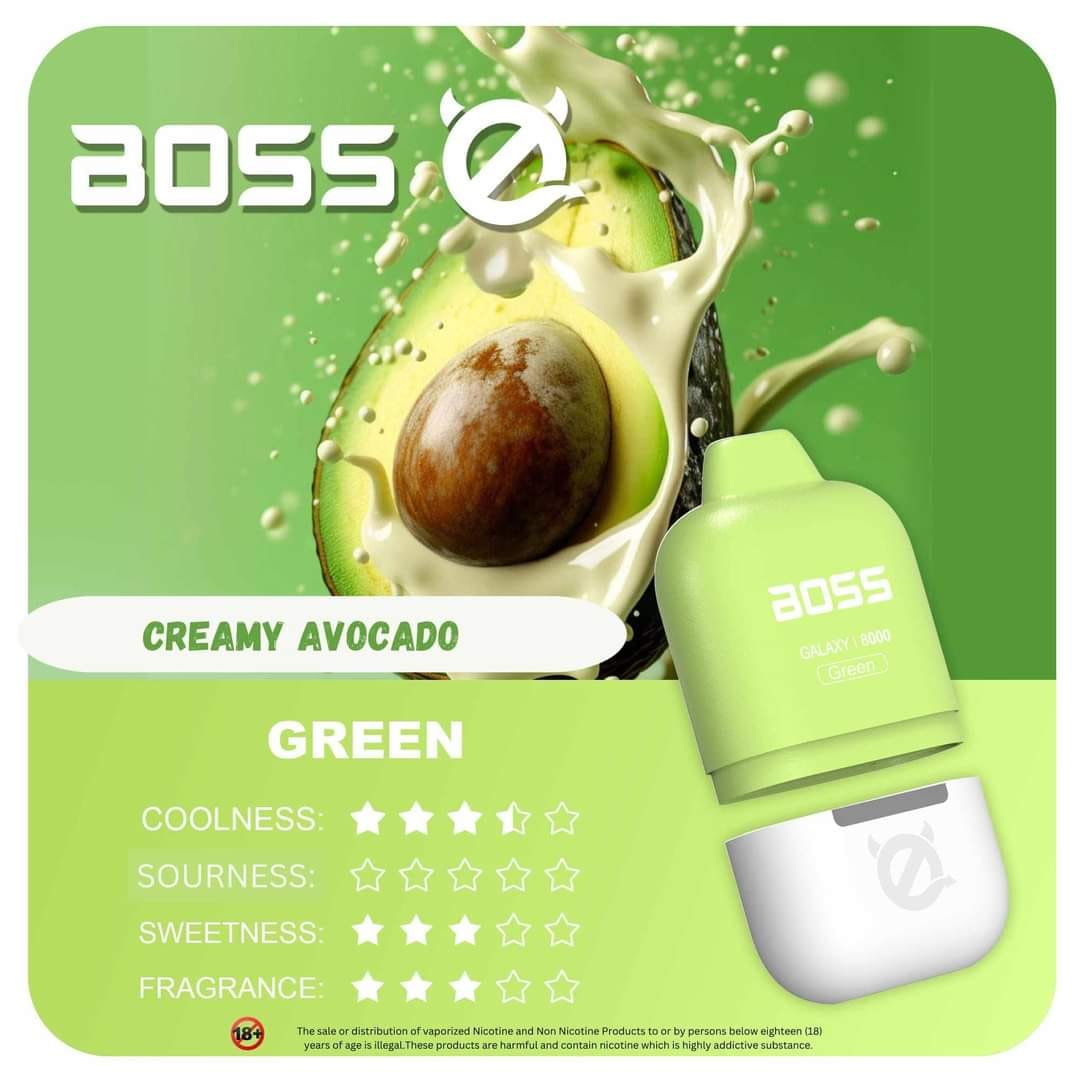 BOSS
CREAMY AVOCADO
BOSS
GALAXY | 8000
Green
GREEN
COOLNESS:
SOURNESS:
SWEETNESS:
FRAGRANCE:
18+
The sale or distribution of vaporized Nicotine and Non Nicotine Products to or by persons below eighteen (18)
years of age is illegal.These products are harmful and contain nicotine which is highly addictive substance.